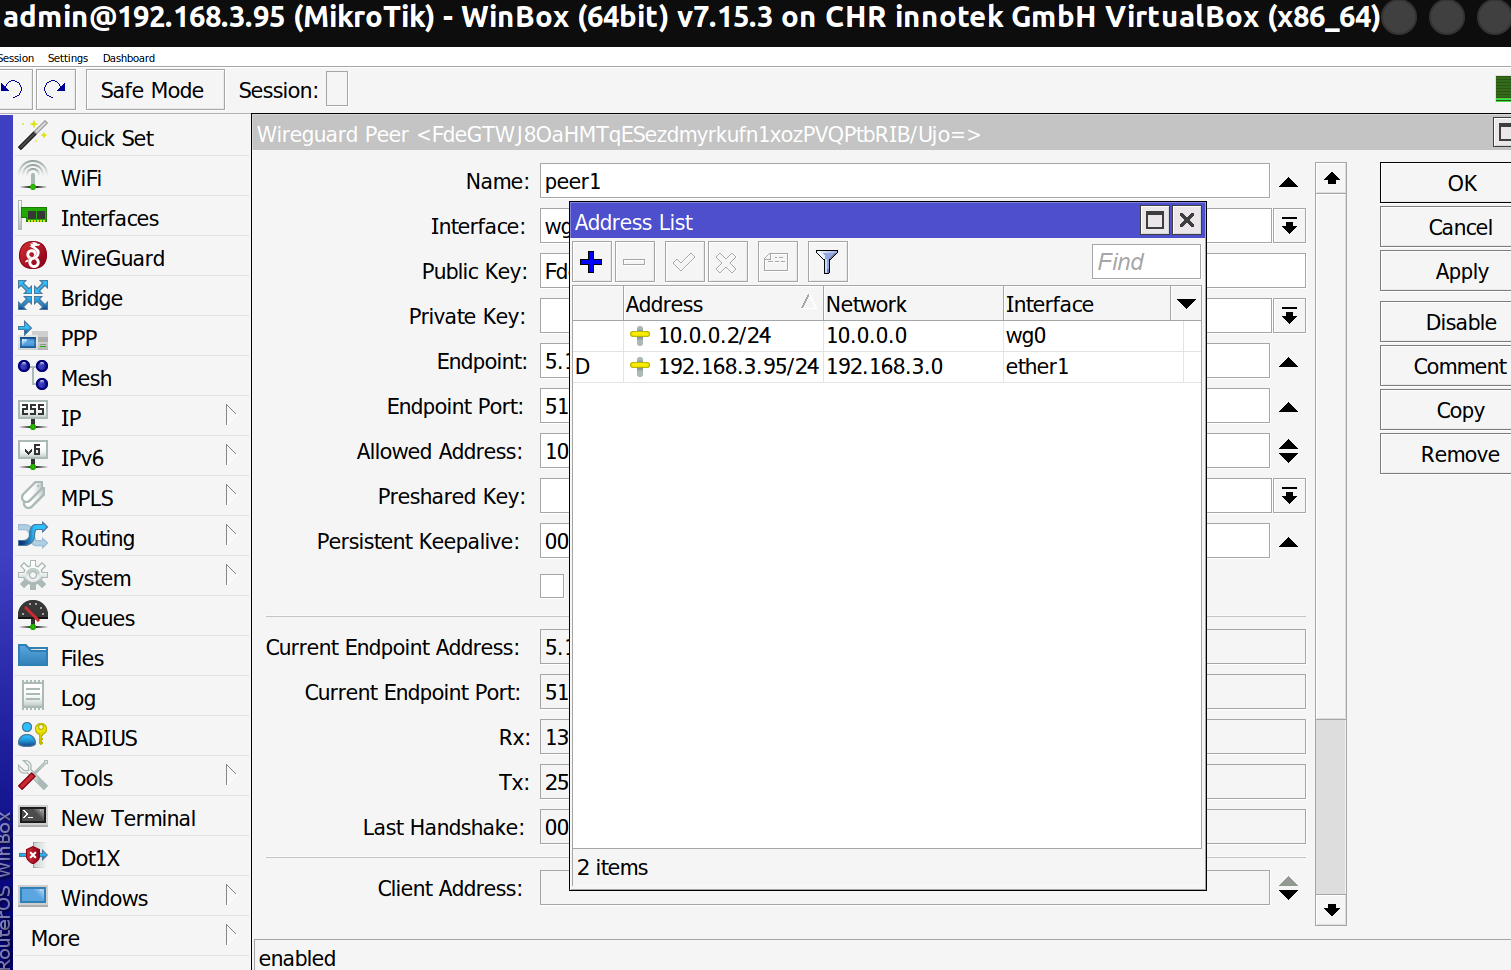 admin@192.168.3.95 (MikroTik) - WinBox (64bit) v7.15.3 on CHR innotek GmbH VirtualBox (x86_64)
Session Settings Dashboard
Safe Mode Session:
Quick Set
WiFi
Interfaces
WireGuard
Bridge
PPP
Mesh
255
IP
v6
IPv6
MPLS
Routing
System
Queues
Files
Log
RADIUS
Tools
New Terminal
Dot1X
Windows
More
RouterOS WinBox
Wireguard Peer <FdeGTWJ8OaHMTqESezdmyrkufn1xozPVQPtbRIB/Ujo=>
Name: peer1
Interface: wg
Public Key: Fd
Private Key:
Endpoint: 5.1
Endpoint Port: 51
Allowed Address: 10
Preshared Key:
Persistent Keepalive: 00
Current Endpoint Address: 5.1
Current Endpoint Port: 51
Rx: 13
Tx: 25
Last Handshake: 00
Client Address:
enabled
Address List
Find
Address Network Interface
10.0.0.2/24 10.0.0.0 wg0
D 192.168.3.95/24 192.168.3.0 ether1
2 items
OK
Cancel
Apply
Disable
Comment
Copy
Remove